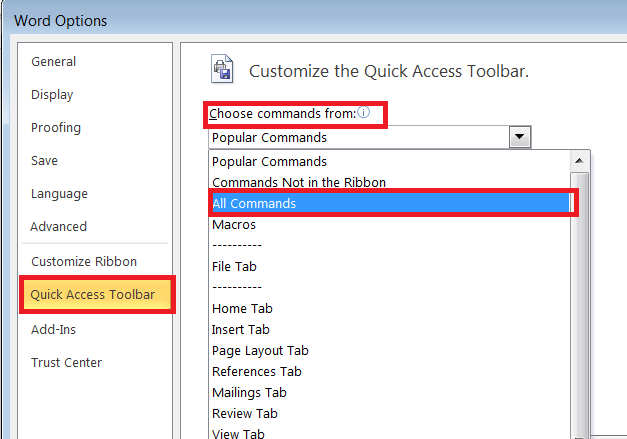 Word Options
General
Display
Proofing
Save
Language
Advanced
Customize Ribbon
Quick Access Toolbar
Add-Ins
Trust Center
Customize the Quick Access Toolbar.
Choose commands from:
Popular Commands
Popular Commands
Commands Not in the Ribbon
All Commands
Macros
----------
File Tab
----------
Home Tab
Insert Tab
Page Layout Tab
References Tab
Mailings Tab
Review Tab
View Tab